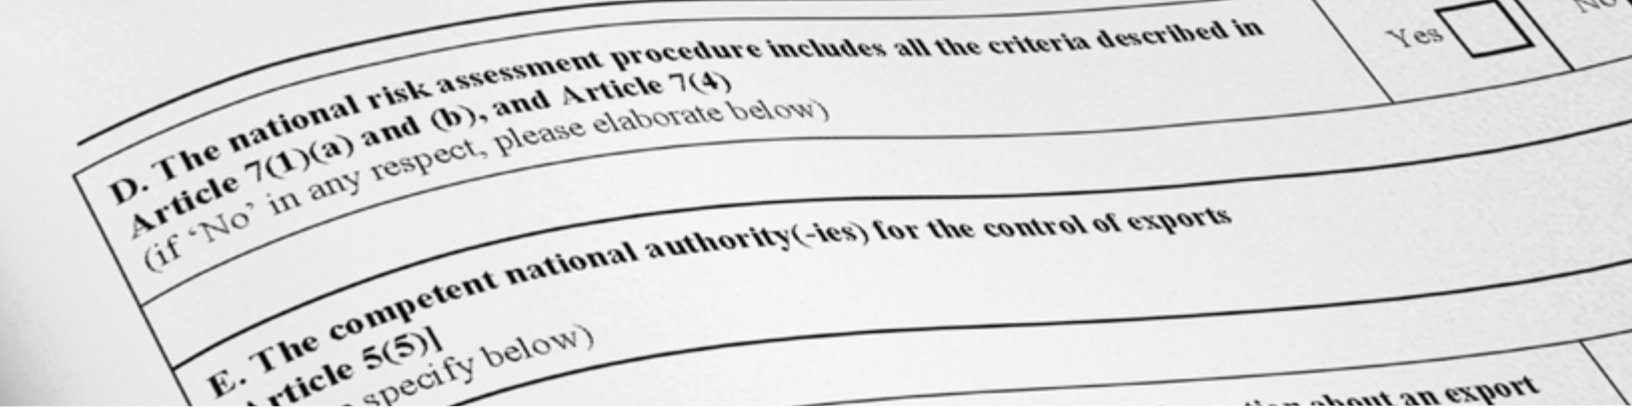 D. The national risk assessment procedure includes all the criteria described in
Article 7(1)(a) and (b), and Article 7(4)
(if ‘No’ in any respect, please elaborate below)
Yes
No
E. The competent national authority(-ies) for the control of exports
Article 5(5)]
specify below)
about an export